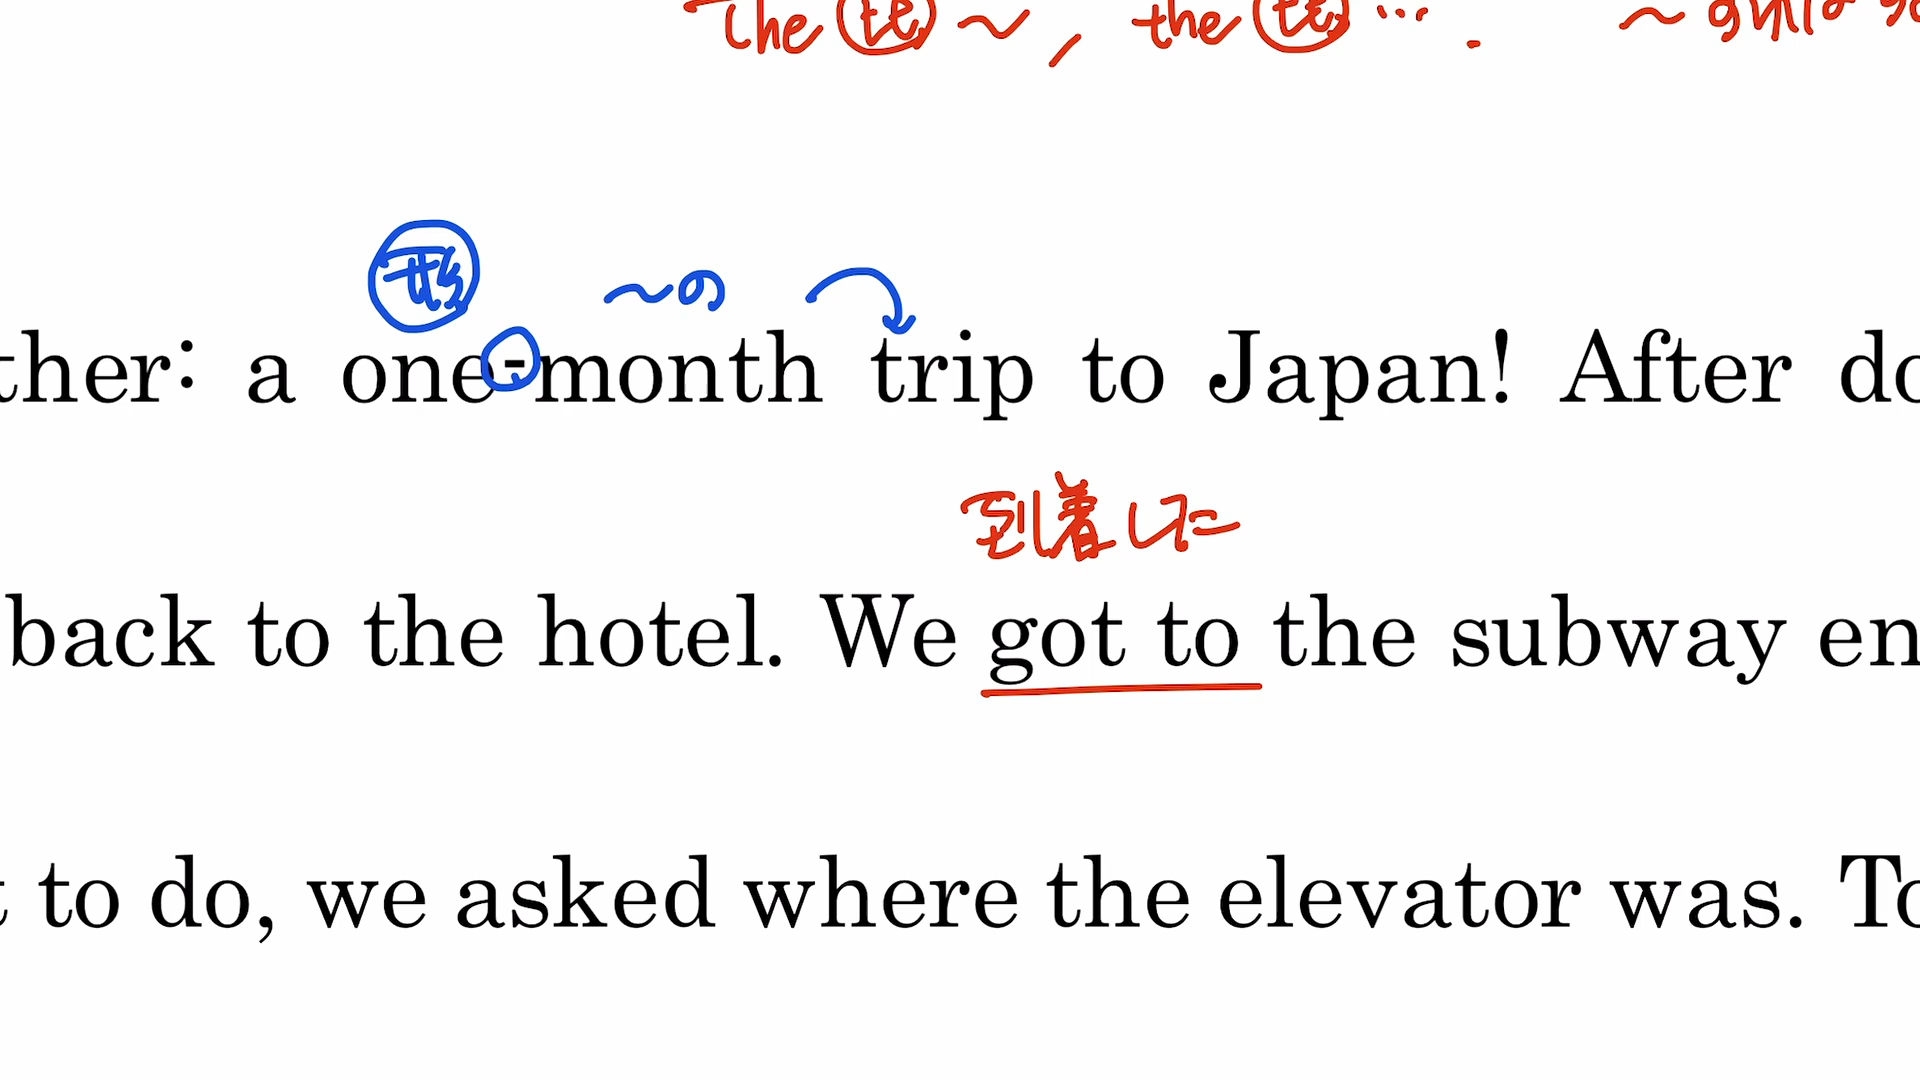 The 比 ~, the 比 ... . ~ すれば
形 ~の
ther: a one-month trip to Japan! After do
到着した
back to the hotel. We got to the subway en
to do, we asked where the elevator was. To